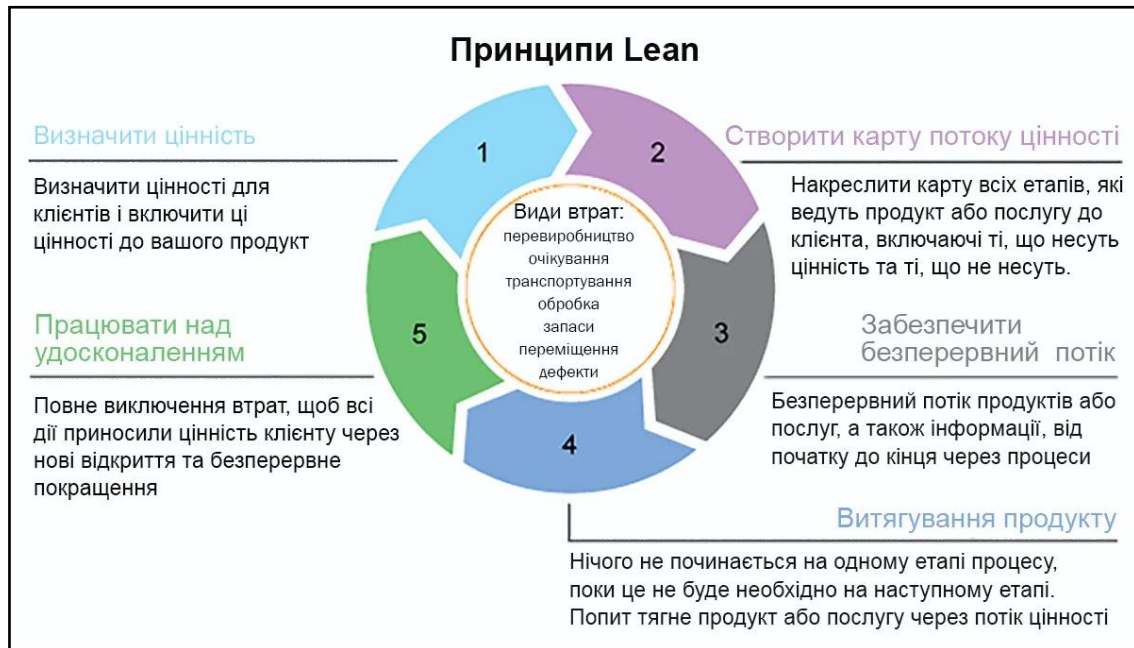 Принципи Lean
1
Визначити цінність
Визначити цінності для
клієнтів і включити ці
цінності до вашого продукт
2
Створити карту потоку цінності
Накреслити карту всіх етапів, які
ведуть продукт або послугу до
клієнта, включаючі ті, що несуть
цінність та ті, що не несуть.
3
Забезпечити
безперервний потік
Безперервний потік продуктів або
послуг, а також інформації, від
початку до кінця через процеси
4
Витягування продукту
Нічого не починається на одному етапі процесу,
поки це не буде необхідно на наступному етапі.
Попит тягне продукт або послугу через потік цінності
5
Працювати над
удосконаленням
Повне виключення втрат, щоб всі
дії приносили цінність клієнту через
нові відкриття та безперервне
покращення
Види втрат:
перевиробництво
очікування
транспортування
обробка
запаси
переміщення
дефекти